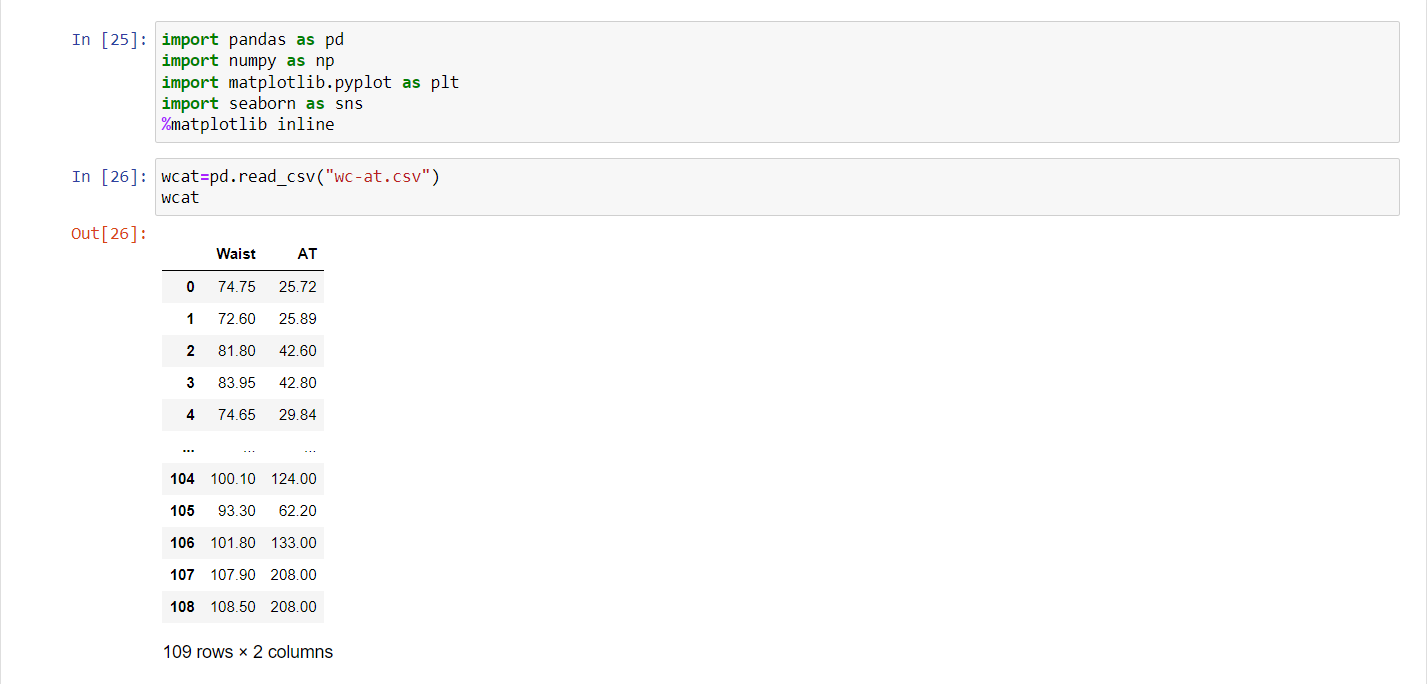 In [25]: import pandas as pd
import numpy as np
import matplotlib.pyplot as plt
import seaborn as sns
%matplotlib inline
In [26]: wcat=pd.read_csv("wc-at.csv")
wcat
Out[26]:
Waist AT
0 74.75 25.72
1 72.60 25.89
2 81.80 42.60
3 83.95 42.80
4 74.65 29.84
... ... ...
104 100.10 124.00
105 93.30 62.20
106 101.80 133.00
107 107.90 208.00
108 108.50 208.00
109 rows × 2 columns